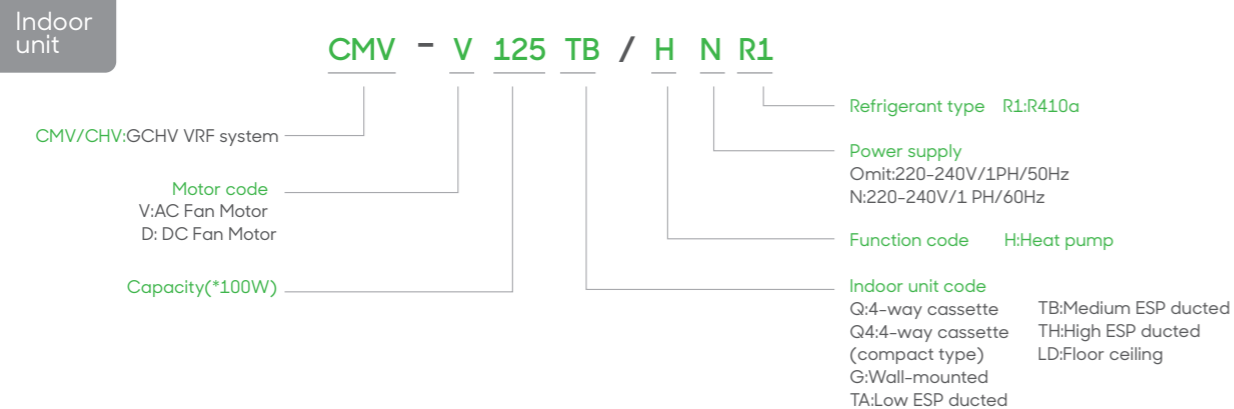 Indoor
unit
CMV - V 125 TB / H N R1
CMV/CHV:GCHV VRF system
Motor code
V:AC Fan Motor
D: DC Fan Motor
Capacity(*100W)
Refrigerant type R1:R410a
Power supply
Omit:220-240V/1PH/50Hz
N:220-240V/1 PH/60Hz
Function code H:Heat pump
Indoor unit code
Q:4-way cassette
Q4:4-way cassette
(compact type)
G:Wall-mounted
TA:Low ESP ducted
TB:Medium ESP ducted
TH:High ESP ducted
LD:Floor ceiling